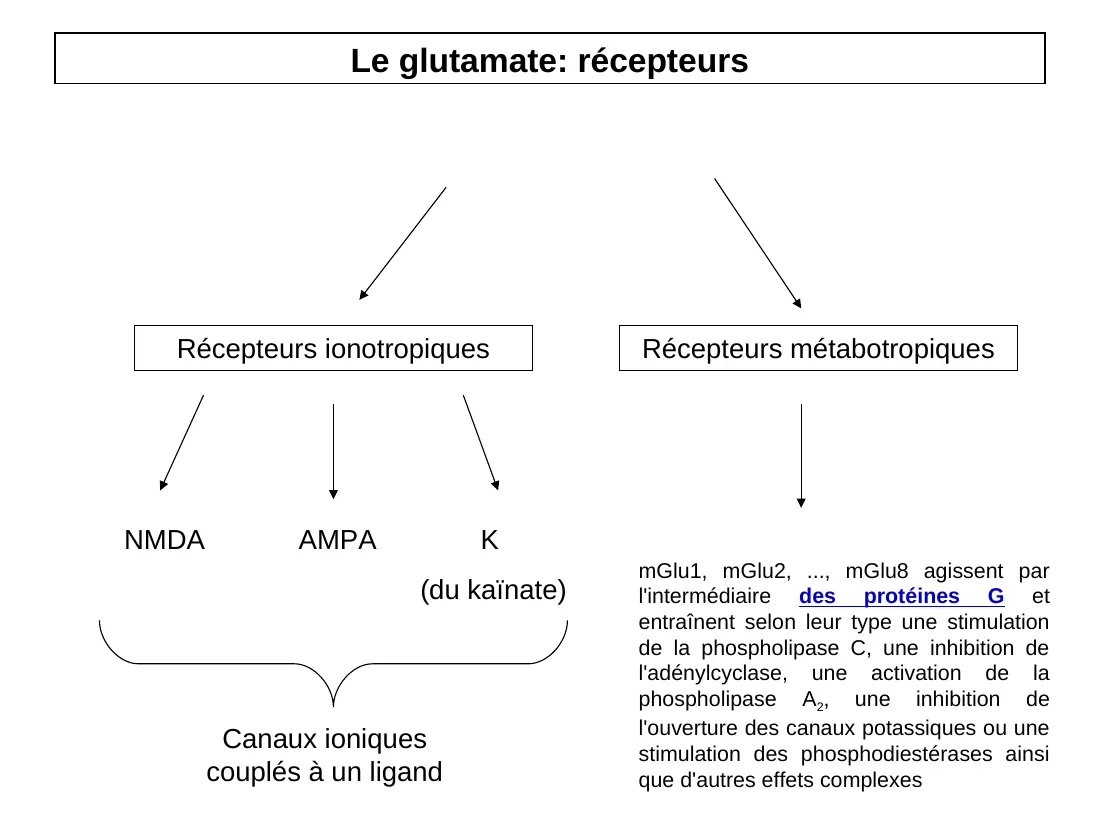 Le glutamate: récepteurs
Récepteurs ionotropiques
Récepteurs métabotropiques
NMDA
AMPA
K
(du kaïnate)
Canaux ioniques
couplés à un ligand
mGlu1, mGlu2, ..., mGlu8 agissent par
l'intermédiaire des protéines G et
entraînent selon leur type une stimulation
de la phospholipase C, une inhibition de
l'adénylcyclase, une activation de la
phospholipase A2, une inhibition de
l'ouverture des canaux potassiques ou une
stimulation des phosphodiestérases ainsi
que d'autres effets complexes